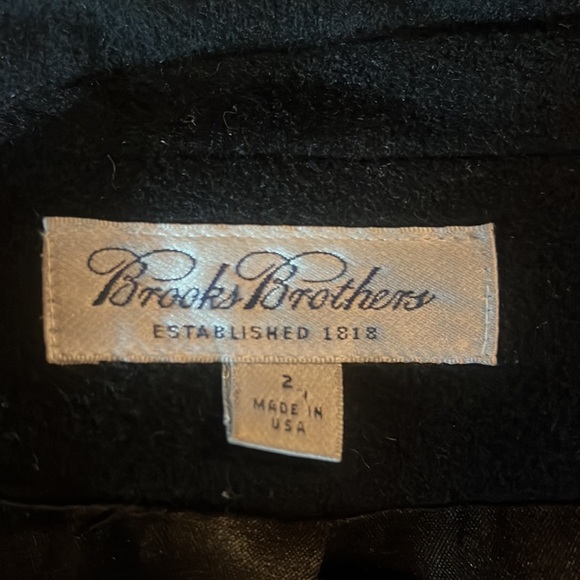 Brooks Brothers
ESTABLISHED 1818
2
MADE IN
USA